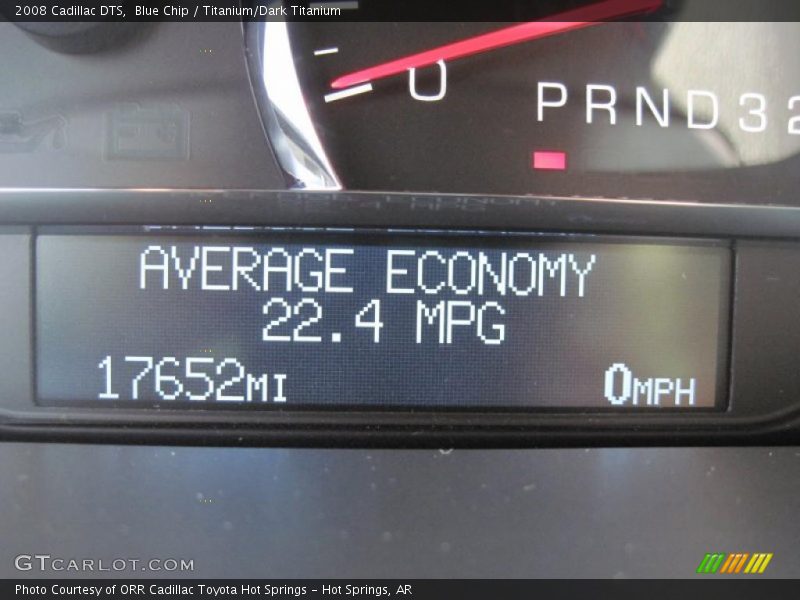 2008 Cadillac DTS, Blue Chip / Titanium/Dark Titanium
0
PRND32
AVERAGE ECONOMY
22.4 MPG
17652MI 0MPH
GTCARLOT.COM
Photo Courtesy of ORR Cadillac Toyota Hot Springs - Hot Springs, AR